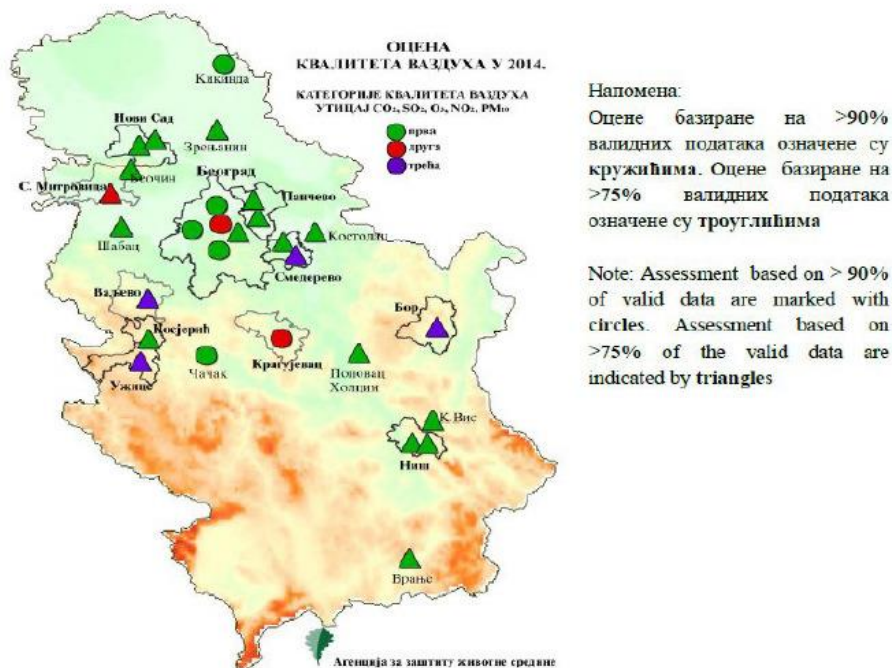 ОЦЕНА
КВАЛИТЕТА ВАЗДУХА У 2014.
КАТЕГОРИЈЕ КВАЛИТЕТА ВАЗДУХА
УТИЦАЈ CO₂, SO₂, O₃, NO₂, PM₁₀
прва
друга
трећа
Кикинда
Нови Сад
Зрењанин
Беочин
С. Митровица
Београд
Панчево
Шабац
Костолац
Смедерево
Ваљево
Бор
Косјерић
Чачак
Крагујевац
Поповац
Холцим
Ужице
К.Вис
Ниш
Врање
Агенција за заштиту животне средине
Напомена:
Оцене базиране на >90%
валидних података означене су
кружићима. Оцене базиране на
>75% валидних података
означене су троуглићима
Note: Assessment based on > 90%
of valid data are marked with
circles. Assessment based on
>75% of the valid data are
indicated by triangles